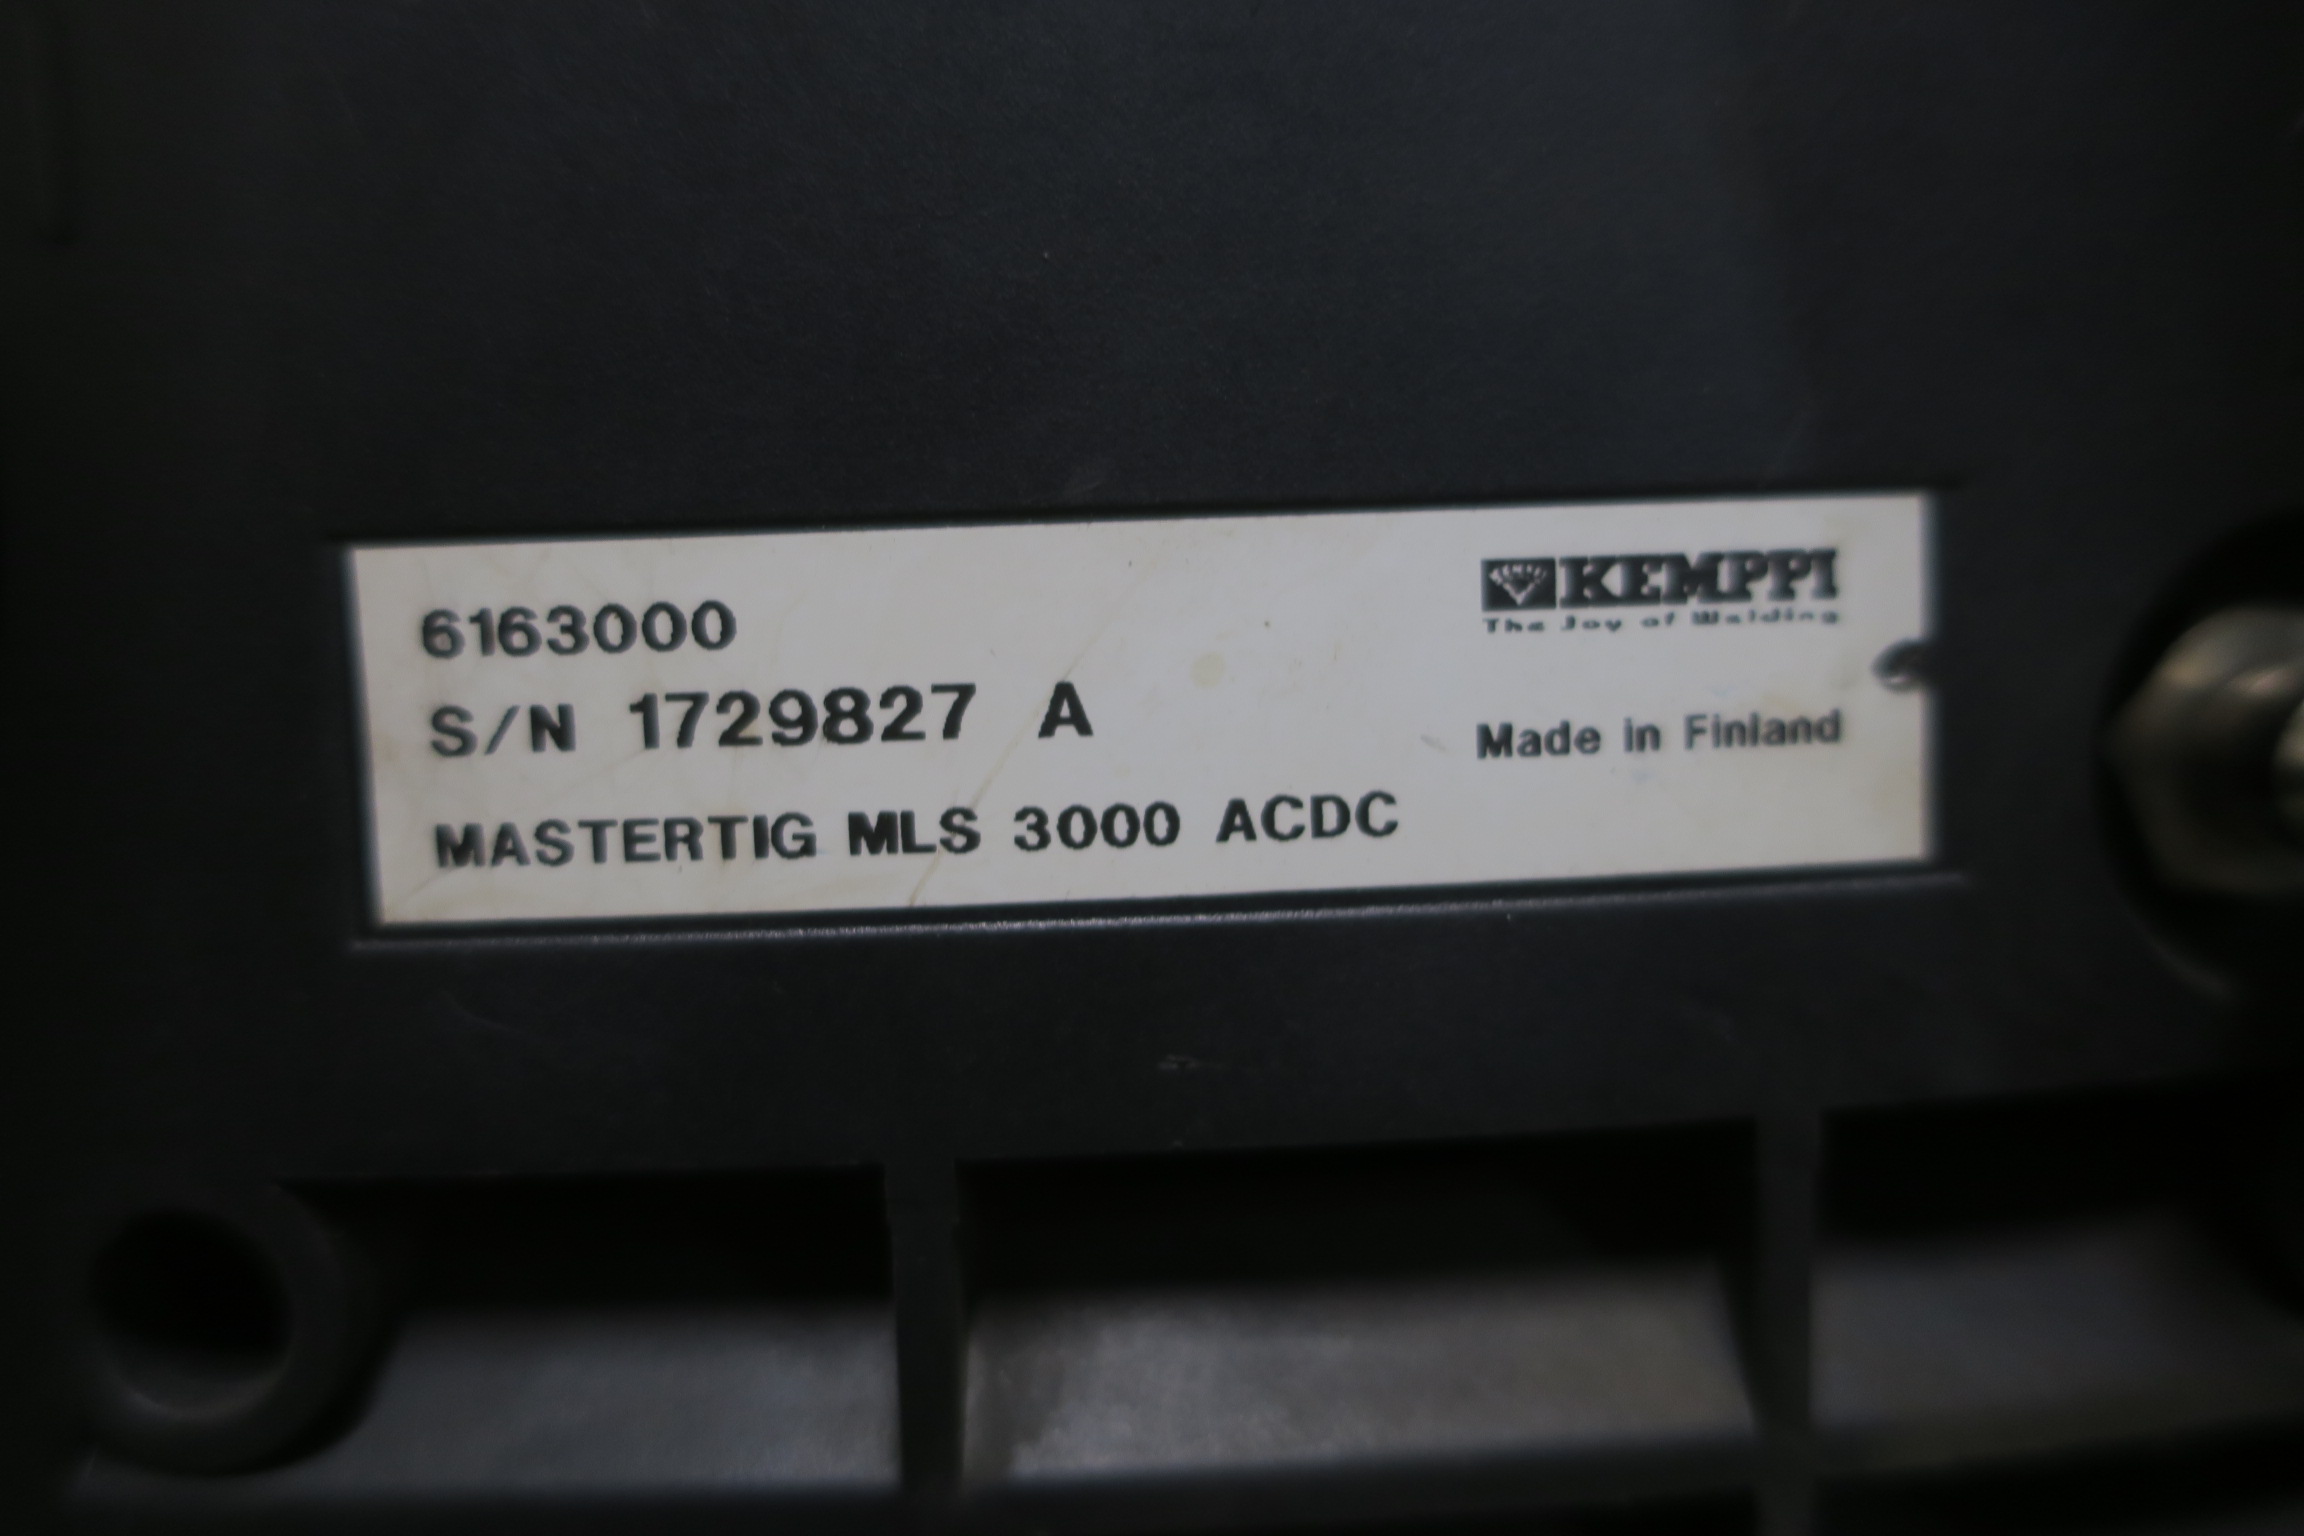 6163000
S/N 1729827 A
MASTERTIG MLS 3000 ACDC
KEMPPI
The Joy of Welding
Made in Finland